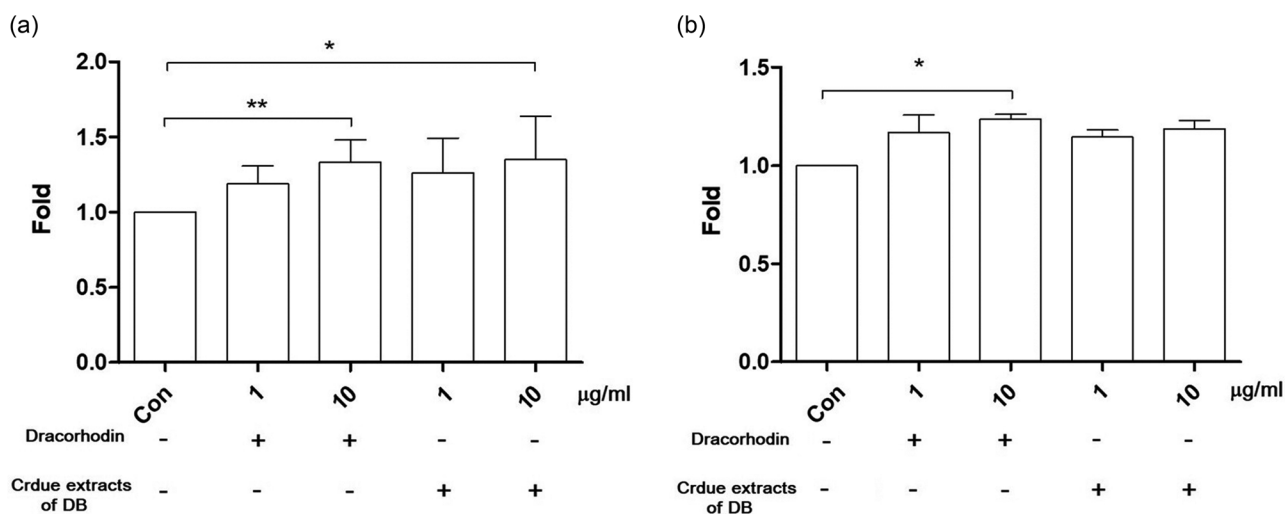 (a)
*
2.0
**
1.5
1.0
0.5
0.0
Fold
Con 1 10 1 10 μg/ml
Dracorhodin - + + - -
Crdue extracts - - - + +
of DB
(b)
1.5
*
1.0
0.5
0.0
Fold
Con 1 10 1 10 μg/ml
Dracorhodin - + + - -
Crdue extracts - - - + +
of DB